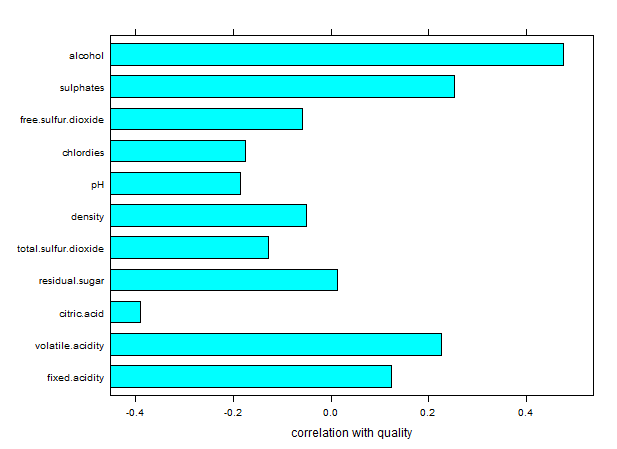 alcohol
sulphates
free.sulfur.dioxide
chlordies
pH
density
total.sulfur.dioxide
residual.sugar
citric.acid
volatile.acidity
fixed.acidity
-0.4 -0.2 0.0 0.2 0.4
correlation with quality